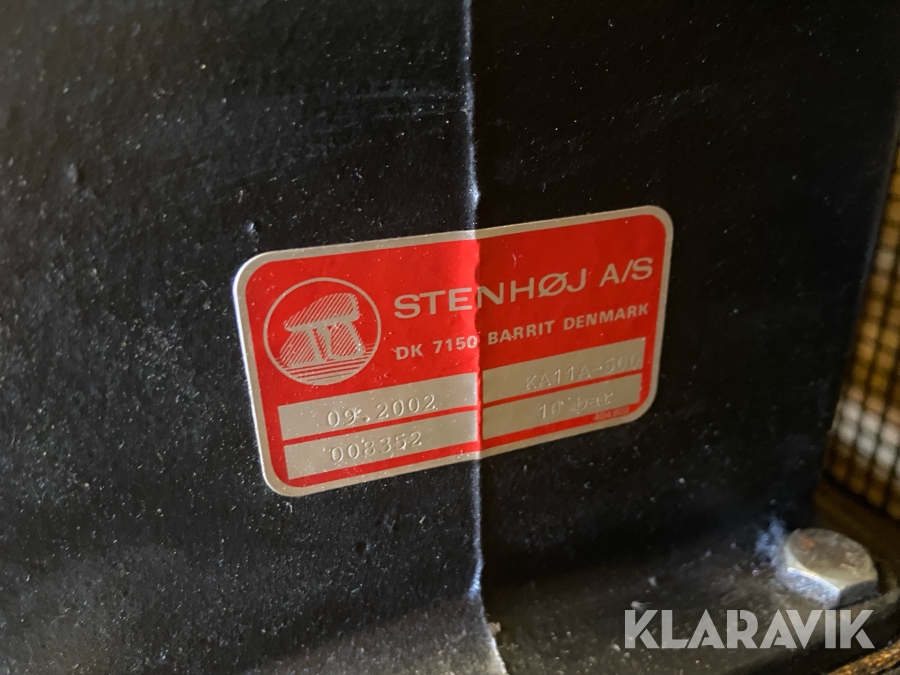 STENHØJ A/S
DK 7150 BARRIT DENMARK
09.2002
KA11A-500
008352
10 bar
KLARAVIK